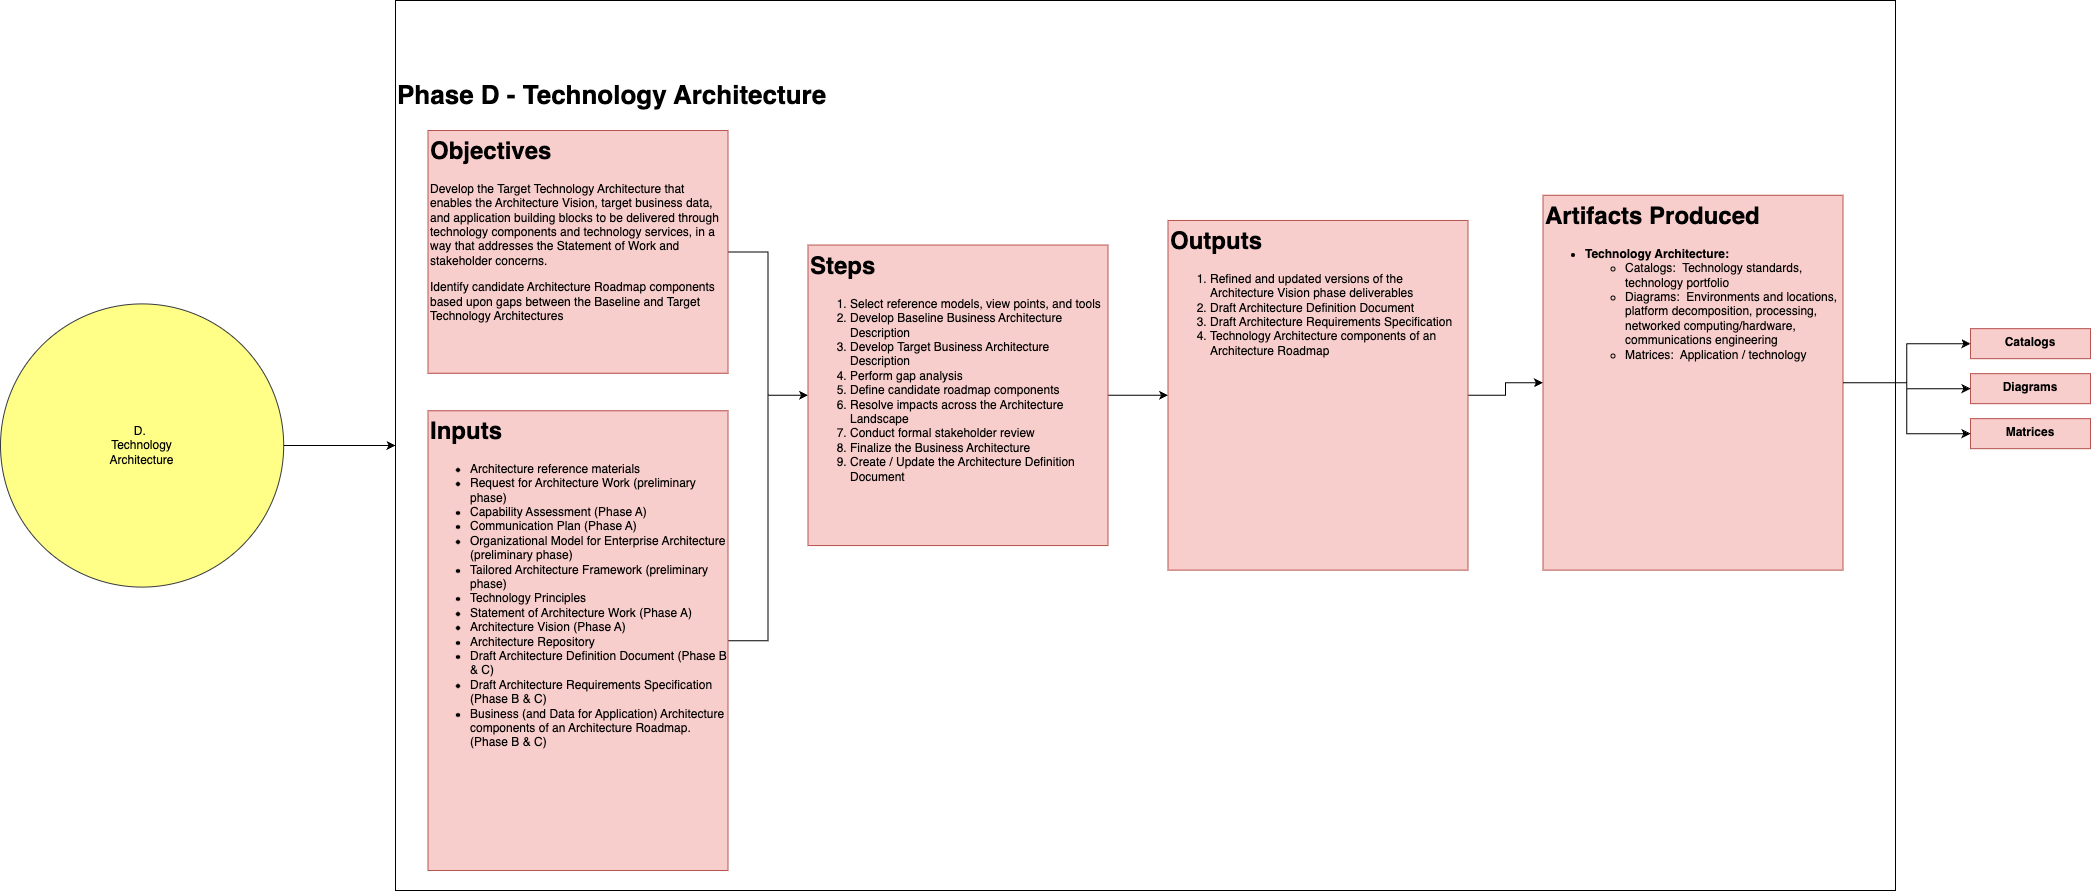 Phase D - Technology Architecture
D.
Technology
Architecture
Objectives
Develop the Target Technology Architecture that
enables the Architecture Vision, target business data,
and application building blocks to be delivered through
technology components and technology services, in a
way that addresses the Statement of Work and
stakeholder concerns.
Identify candidate Architecture Roadmap components
based upon gaps between the Baseline and Target
Technology Architectures
Inputs
• Architecture reference materials
• Request for Architecture Work (preliminary
phase)
• Capability Assessment (Phase A)
• Communication Plan (Phase A)
• Organizational Model for Enterprise Architecture
(preliminary phase)
• Tailored Architecture Framework (preliminary
phase)
• Technology Principles
• Statement of Architecture Work (Phase A)
• Architecture Vision (Phase A)
• Architecture Repository
• Draft Architecture Definition Document (Phase B
& C)
• Draft Architecture Requirements Specification
(Phase B & C)
• Business (and Data for Application) Architecture
components of an Architecture Roadmap.
(Phase B & C)
Steps
1. Select reference models, view points, and tools
2. Develop Baseline Business Architecture
Description
3. Develop Target Business Architecture
Description
4. Perform gap analysis
5. Define candidate roadmap components
6. Resolve impacts across the Architecture
Landscape
7. Conduct formal stakeholder review
8. Finalize the Business Architecture
9. Create / Update the Architecture Definition
Document
Outputs
1. Refined and updated versions of the
Architecture Vision phase deliverables
2. Draft Architecture Definition Document
3. Draft Architecture Requirements Specification
4. Technology Architecture components of an
Architecture Roadmap
Artifacts Produced
• Technology Architecture:
◦ Catalogs: Technology standards,
technology portfolio
◦ Diagrams: Environments and locations,
platform decomposition, processing,
networked computing/hardware,
communications engineering
◦ Matrices: Application / technology
Catalogs
Diagrams
Matrices